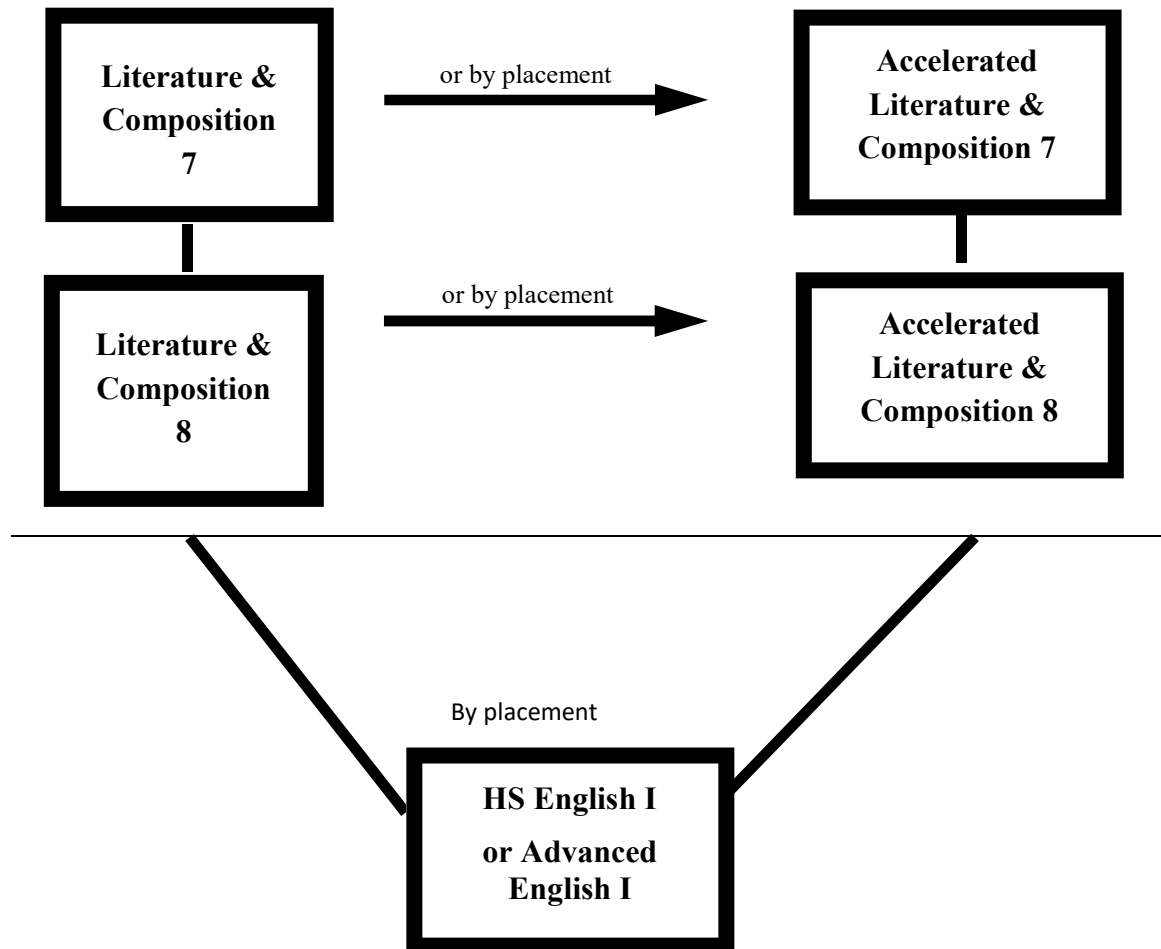 Literature &
Composition
7
or by placement
Accelerated
Literature &
Composition 7
Literature &
Composition
8
or by placement
Accelerated
Literature &
Composition 8
By placement
HS English I
or Advanced
English I